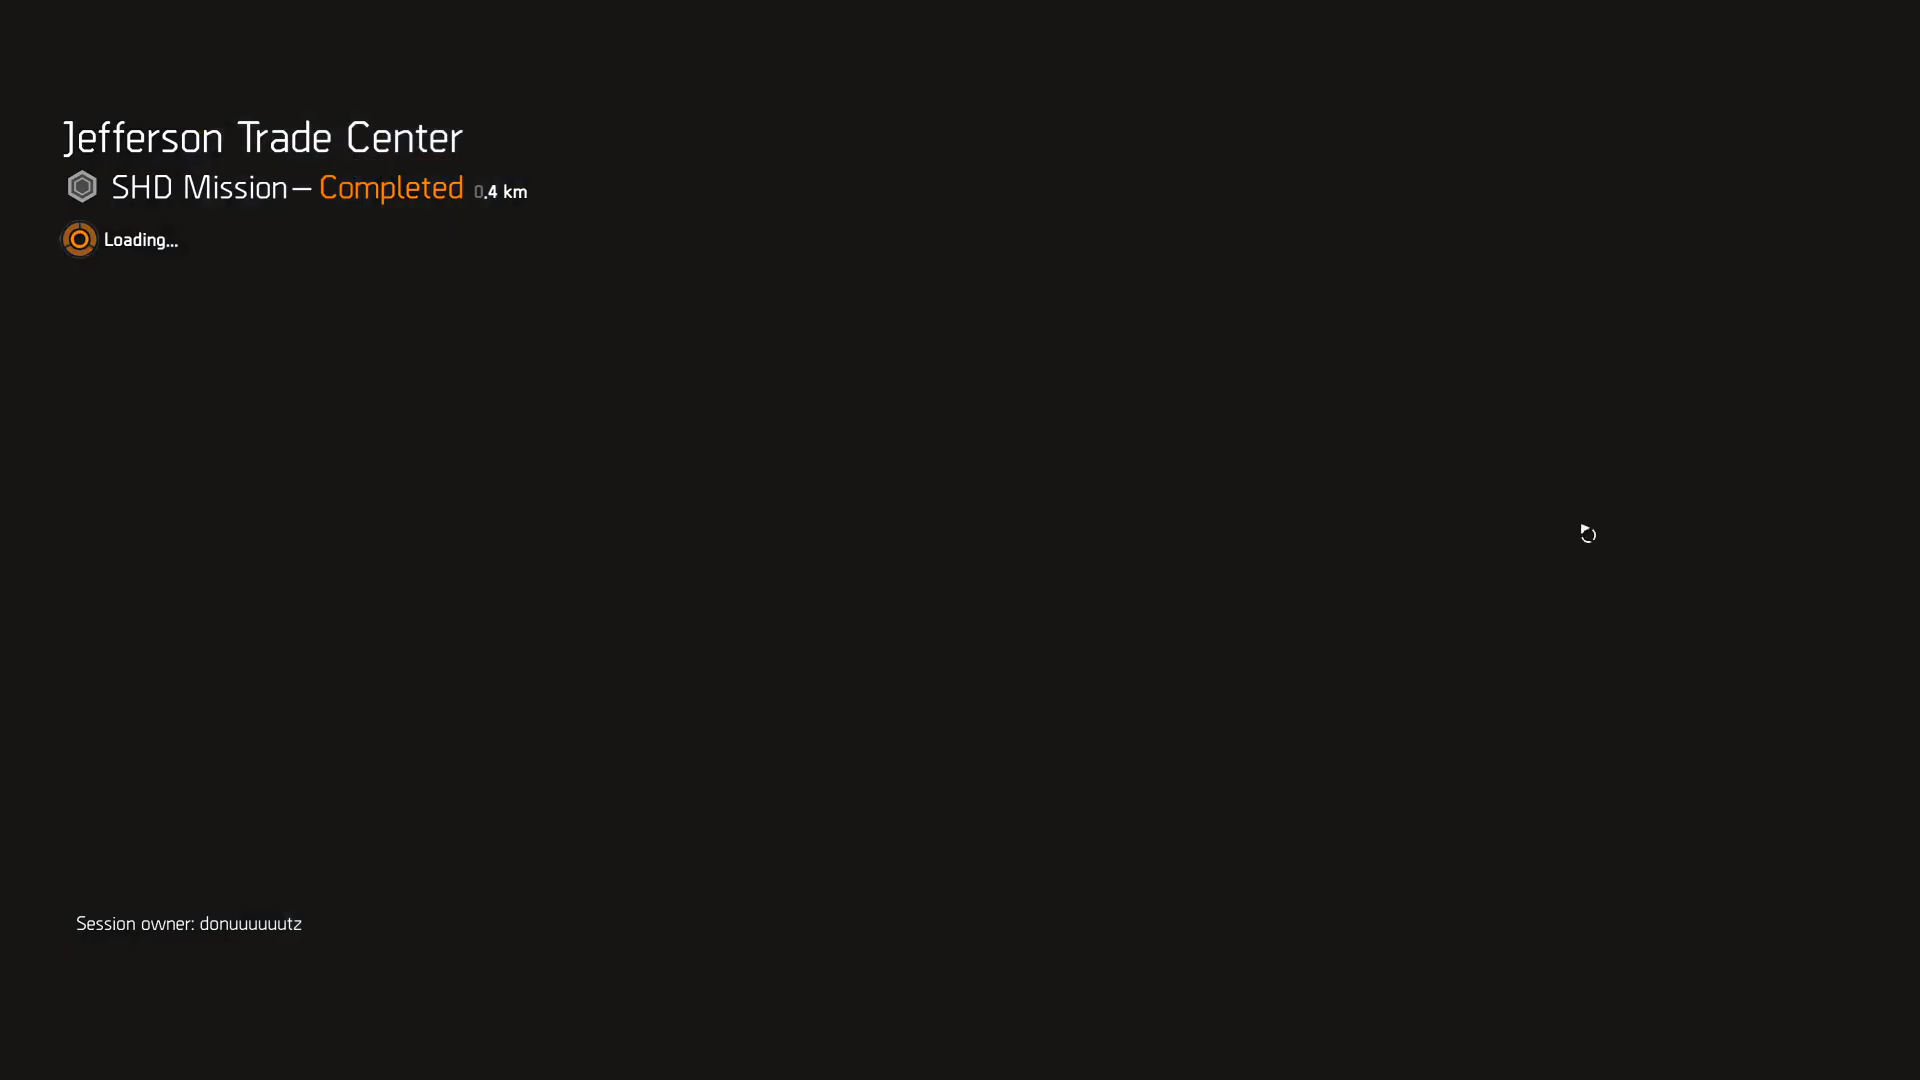 Jefferson Trade Center
SHD Mission – Completed 0.4 km
Loading...
Session owner: donuuuuuutz